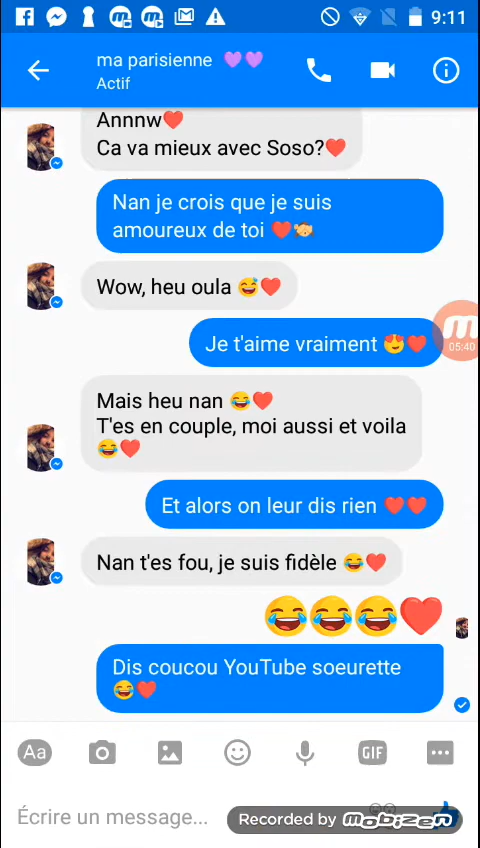 9:11
ma parisienne 💜💜
Actif
Annnw❤️
Ca va mieux avec Soso?❤️
Nan je crois que je suis
amoureux de toi ❤️😽
Wow, heu oula 😅❤️
Je t'aime vraiment 😍❤️
05:40
Mais heu nan 😂❤️
T'es en couple, moi aussi et voila
😂❤️
Et alors on leur dis rien ❤️❤️
Nan t'es fou, je suis fidèle 😂❤️
😂😂😂❤️
Dis coucou YouTube soeurette
😂❤️
Aa
GIF
Écrire un message...
Recorded by mobizen